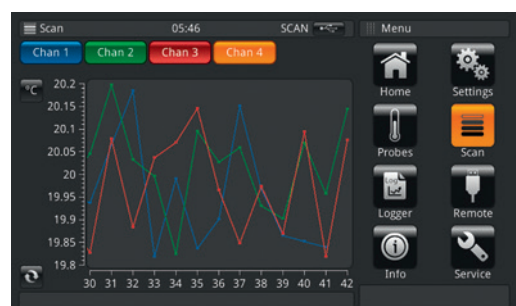 Scan 05:46 SCAN Menu
Chan 1 Chan 2 Chan 3 Chan 4
°C
20.2
20.15
20.1
20.05
20
19.95
19.9
19.85
19.8
30 31 32 33 34 35 36 37 38 39 40 41 42
Home Settings
Probes Scan
Log
Logger Remote
Info Service